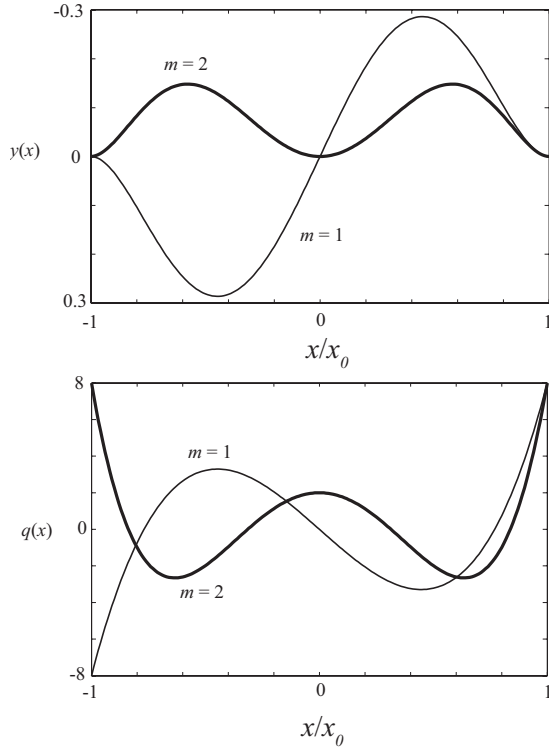 -0.3
m = 2
y(x)
0
m = 1
0.3
-1
0
1
x/x₀
8
m = 1
q(x)
0
m = 2
-8
-1
0
1
x/x₀